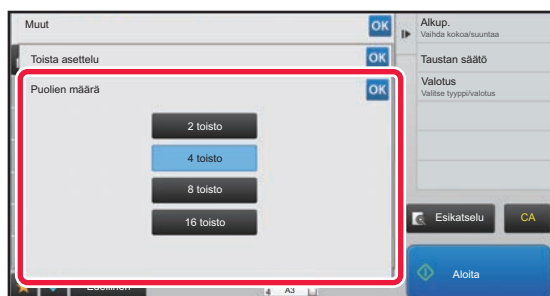 Muut
OK
Toista asettelu
OK
Puolien määrä
OK
2 toisto
4 toisto
8 toisto
16 toisto
4 A3
Alkup.
Vaihda kokoa/suuntaa
Taustan säätö
Valotus
Valitse tyyppi/valotus
Esikatselu
CA
Aloita